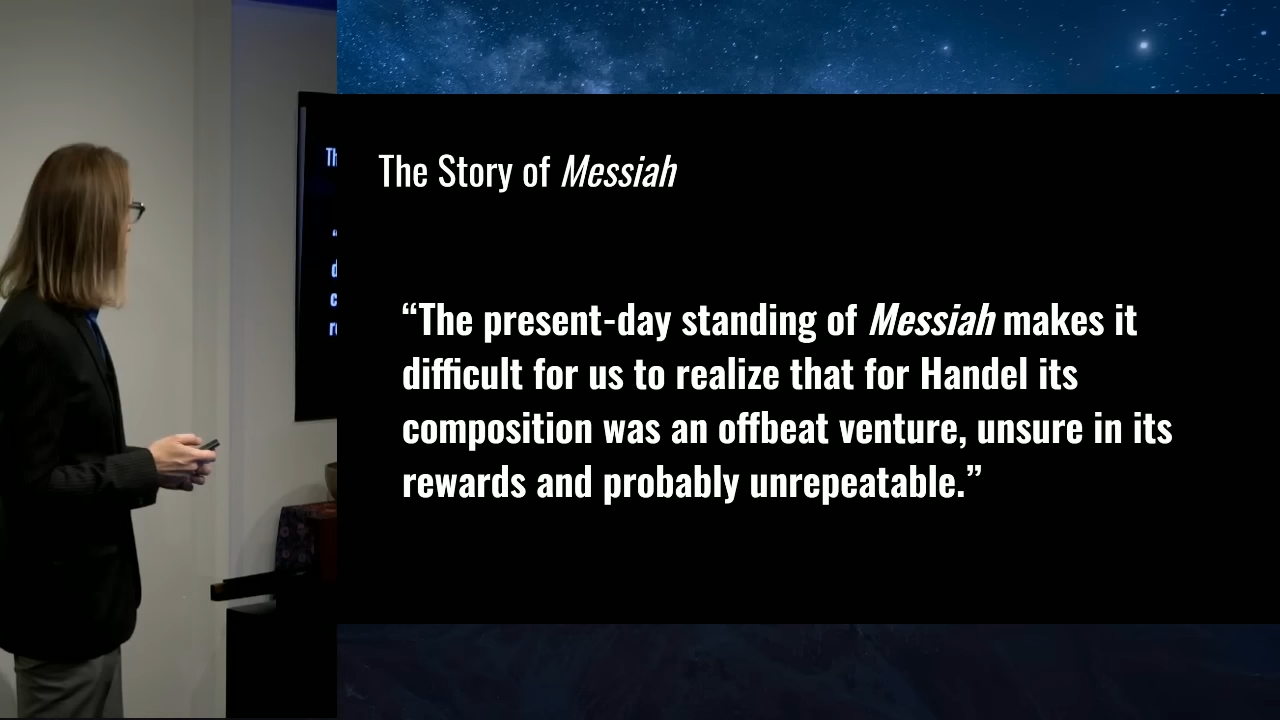 The Story of Messiah
“The present-day standing of Messiah makes it
difficult for us to realize that for Handel its
composition was an offbeat venture, unsure in its
rewards and probably unrepeatable.”